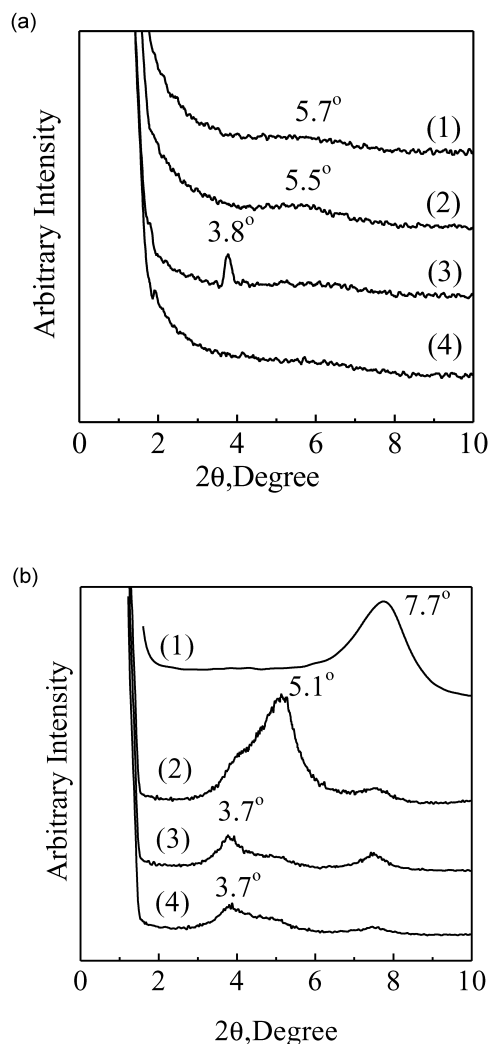 (a)
Arbitrary Intensity
5.7°
(1)
5.5°
(2)
3.8°
(3)
(4)
0 2 4 6 8 10
2θ,Degree
(b)
Arbitrary Intensity
7.7°
(1)
5.1°
(2)
3.7°
(3)
3.7°
(4)
0 2 4 6 8 10
2θ,Degree